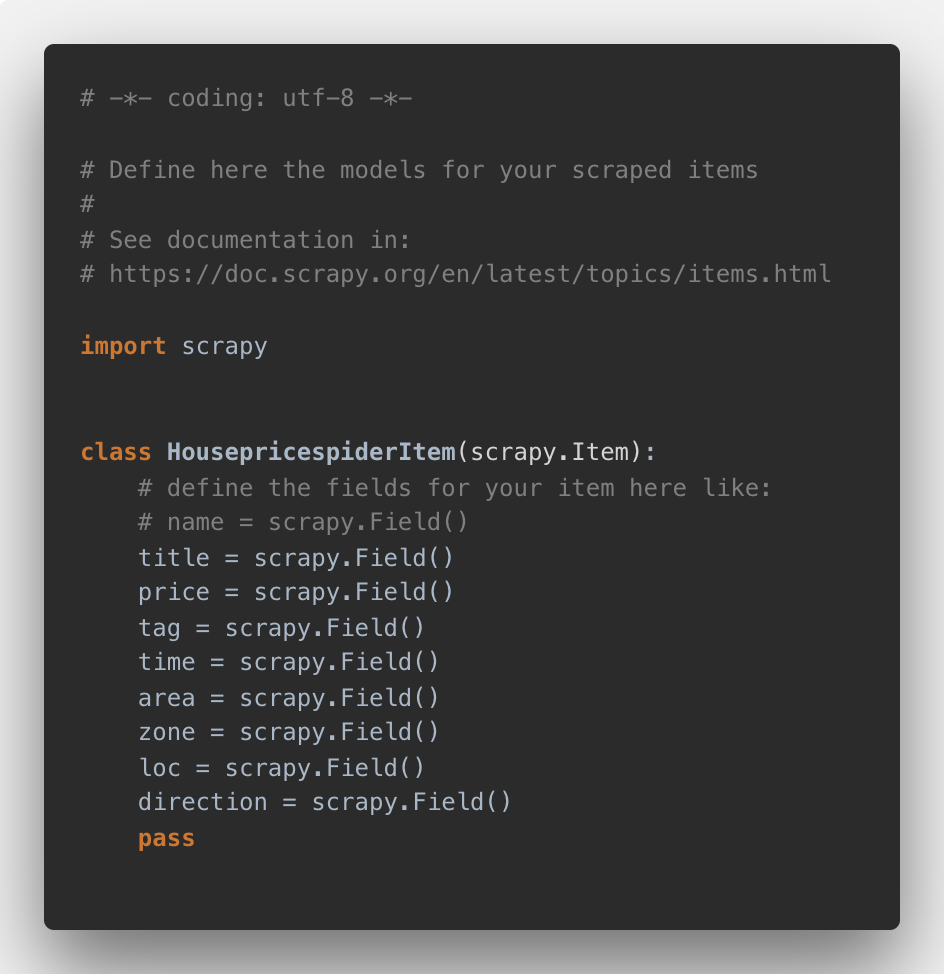 # -*- coding: utf-8 -*-
# Define here the models for your scraped items
#
# See documentation in:
# https://doc.scrapy.org/en/latest/topics/items.html
import scrapy
class HousepricespiderItem(scrapy.Item):
    # define the fields for your item here like:
    # name = scrapy.Field()
    title = scrapy.Field()
    price = scrapy.Field()
    tag = scrapy.Field()
    time = scrapy.Field()
    area = scrapy.Field()
    zone = scrapy.Field()
    loc = scrapy.Field()
    direction = scrapy.Field()
    pass